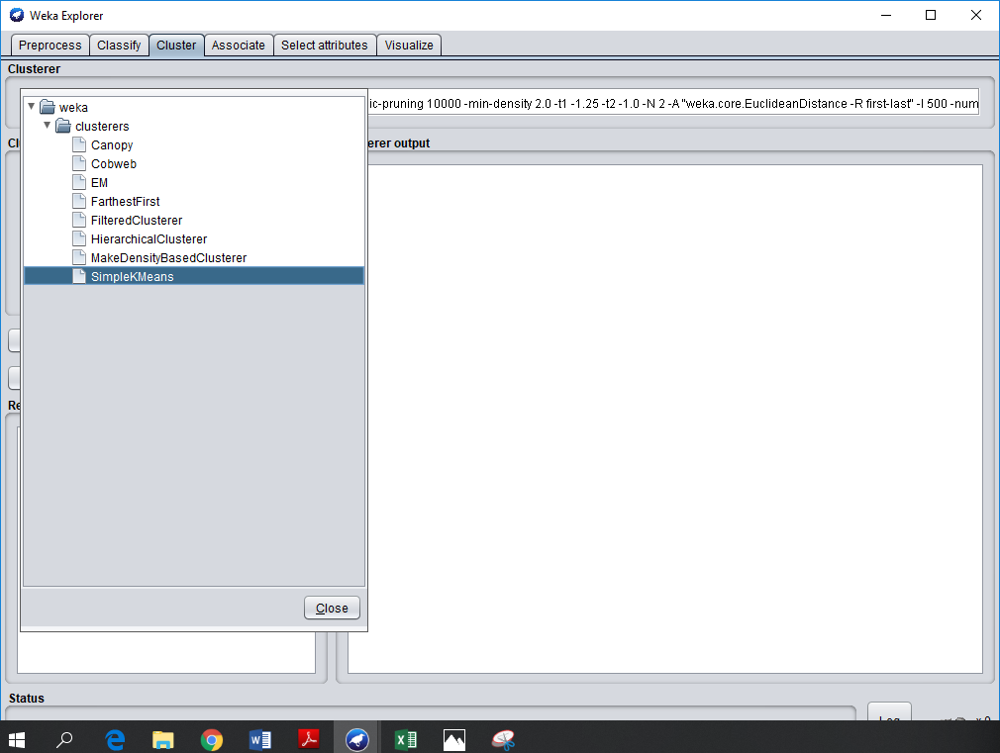 Weka Explorer
Preprocess Classify Cluster Associate Select attributes Visualize
Clusterer
ic-pruning 10000 -min-density 2.0 -t1 -1.25 -t2 -1.0 -N 2 -A "weka.core.EuclideanDistance -R first-last" -I 500 -num
weka
clusterers
Canopy
Cobweb
EM
FarthestFirst
FilteredClusterer
HierarchicalClusterer
MakeDensityBasedClusterer
SimpleKMeans
Close
Cl
erer output
Re
Status
Log
x 0